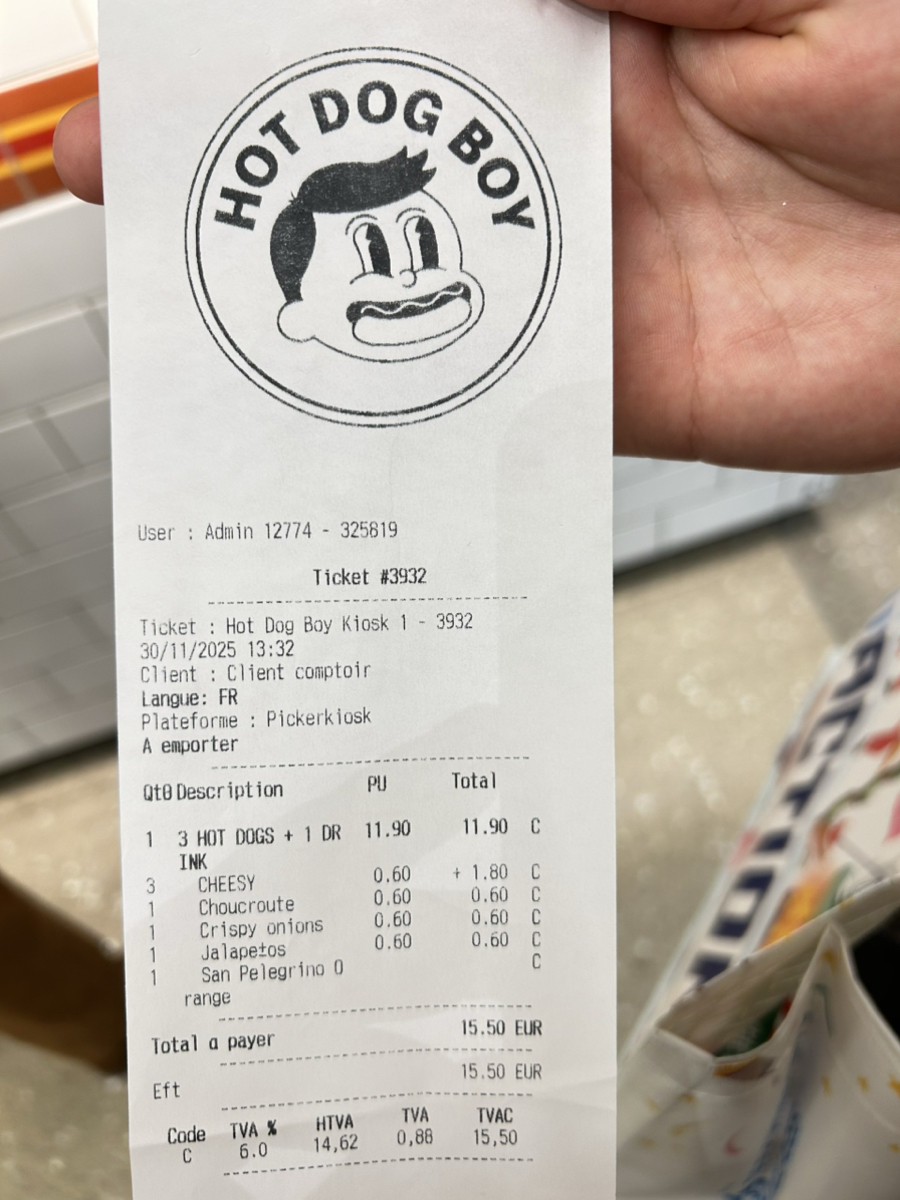 HOT DOG BOY
User : Admin 12774 - 325819
Ticket #3932
Ticket : Hot Dog Boy Kiosk 1 - 3932
30/11/2025 13:32
Client : Client comptoir
Langue: FR
Plateforme : Pickerkiosk
A emporter
Qt0 Description PU Total
1 3 HOT DOGS + 1 DR 11.90 11.90 C
INK
3 CHEESY 0.60 + 1.80 C
1 Choucroute 0.60 0.60 C
1 Crispy onions 0.60 0.60 C
1 Jalape±os 0.60 0.60 C
1 San Pelegrino O C
range
Total a payer 15.50 EUR
Eft 15.50 EUR
Code TVA % HTVA TVA TVAC
C 6.0 14,62 0,88 15,50
ACTION